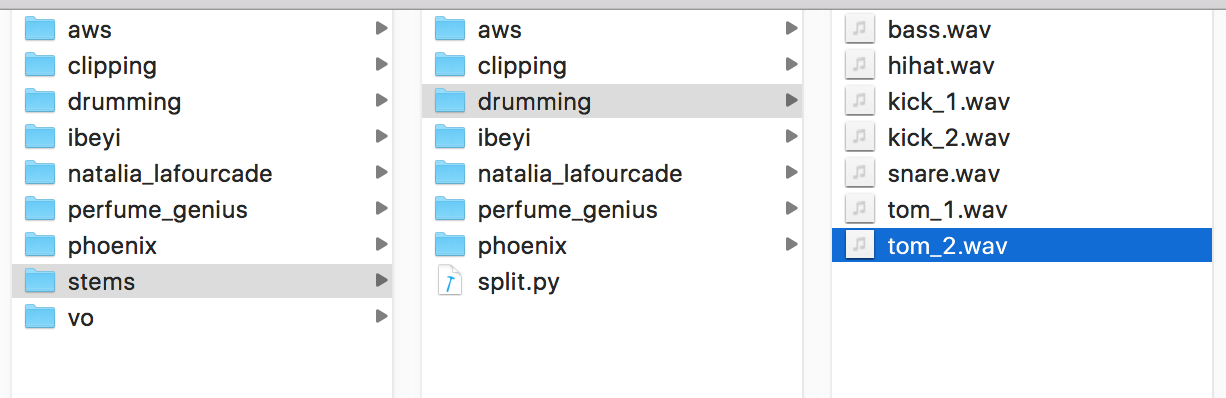 aws
clipping
drumming
ibeyi
natalia_lafourcade
perfume_genius
phoenix
stems
vo
aws
clipping
drumming
ibeyi
natalia_lafourcade
perfume_genius
phoenix
split.py
bass.wav
hihat.wav
kick_1.wav
kick_2.wav
snare.wav
tom_1.wav
tom_2.wav